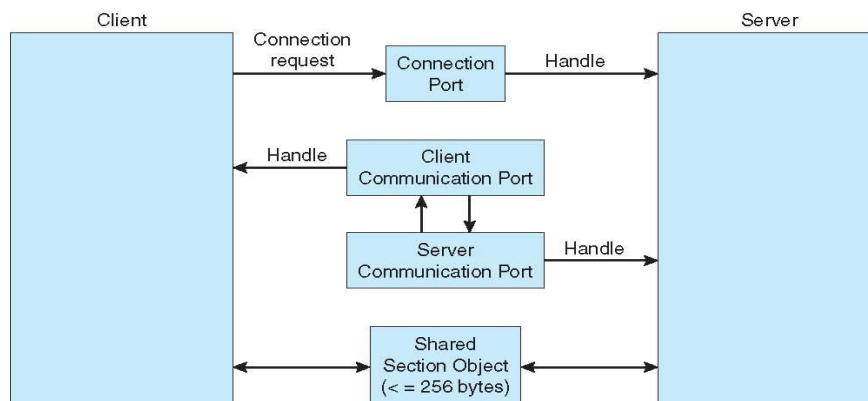 Client
Server
Connection
request
Connection
Port
Handle
Handle
Client
Communication Port
Server
Communication Port
Handle
Shared
Section Object
(< = 256 bytes)